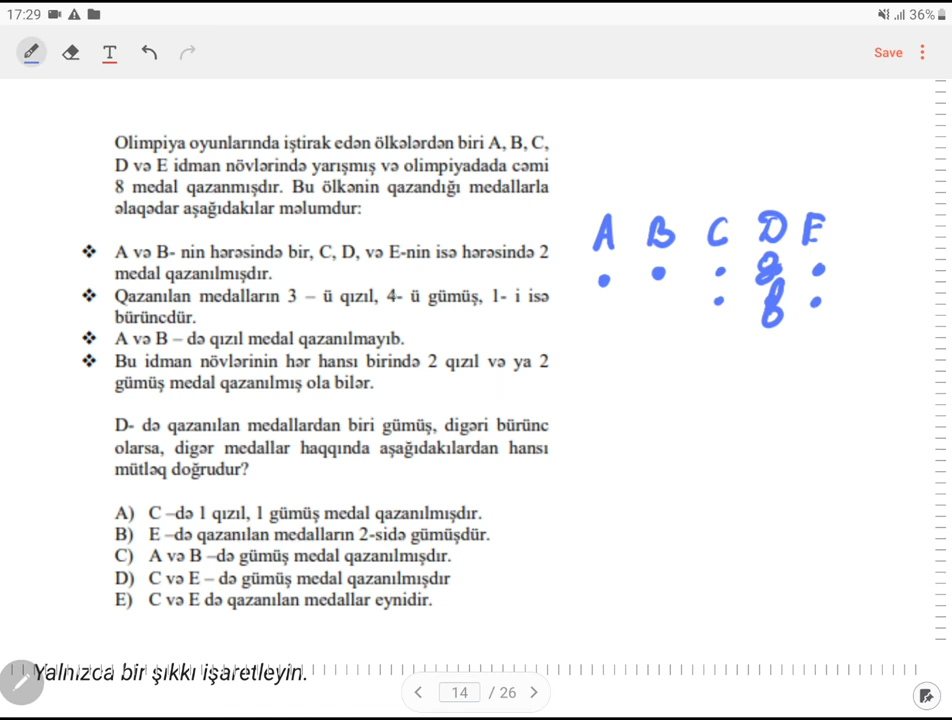 17:29
36%
T
Save
Olimpiya oyunlarında iştirak edən ölkələrdən biri A, B, C,
D və E idman növlərində yarışmış və olimpiyadada cəmi
8 medal qazanmışdır. Bu ölkənin qazandığı medallarla
əlaqədar aşağıdakılar məlumdur:
❖ A və B- nin hərəsində bir, C, D, və E-nin isə hərəsində 2
medal qazanılmışdır.
❖ Qazanılan medalların 3 – ü qızıl, 4- ü gümüş, 1- i isə
bürüncdür.
❖ A və B – də qızıl medal qazanılmayıb.
❖ Bu idman növlərinin hər hansı birində 2 qızıl və ya 2
gümüş medal qazanılmış ola bilər.
A B C D E
D- də qazanılan medallardan biri gümüş, digəri bürünc
olarsa, digər medallar haqqında aşağıdakılardan hansı
mütləq doğrudur?
A) C –də 1 qızıl, 1 gümüş medal qazanılmışdır.
B) E –də qazanılan medalların 2-sidə gümüşdür.
C) A və B –də gümüş medal qazanılmışdır.
D) C və E – də gümüş medal qazanılmışdır
E) C və E də qazanılan medallar eynidir.
Yalnızca bir şıkkı işaretleyin.
14 / 26